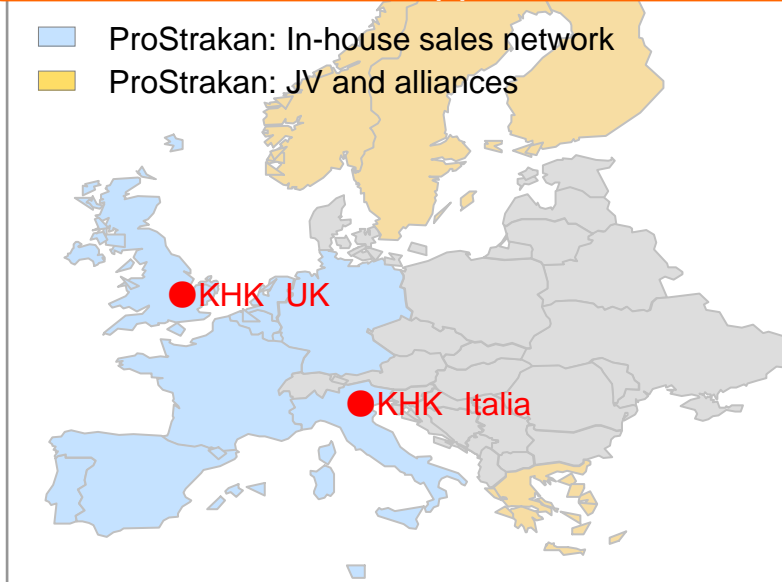 ProStrakan: In-house sales network
ProStrakan: JV and alliances
KHK UK
KHK Italia